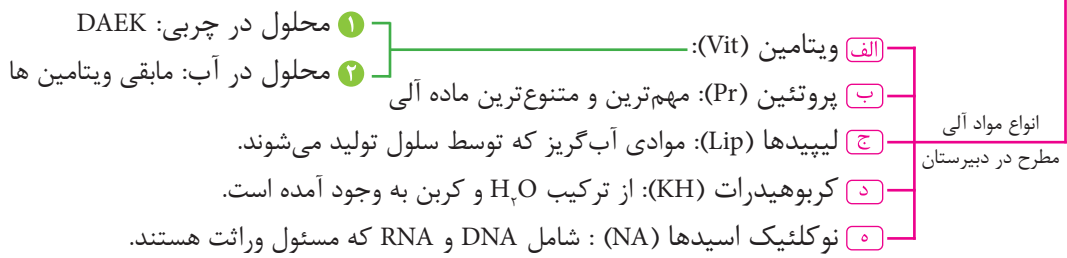 انواع مواد آلی
مطرح در دبیرستان
الف ویتامین (Vit):
۱ محلول در چربی: DAEK
۲ محلول در آب: مابقی ویتامین ها
ب پروتئین (Pr): مهم‌ترین و متنوع‌ترین ماده آلی
ج لیپیدها (Lip): موادی آب‌گریز که توسط سلول تولید می‌شوند.
د کربوهیدرات (KH): از ترکیب H₂O و کربن به وجود آمده است.
ه نوکلئیک اسیدها (NA) : شامل DNA و RNA که مسئول وراثت هستند.